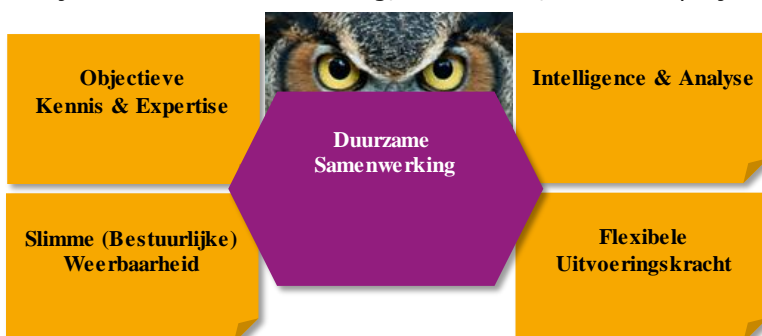 Objectieve
Kennis & Expertise
Intelligence & Analyse
Duurzame
Samenwerking
Slimme (Bestuurlijke)
Weerbaarheid
Flexibele
Uitvoeringskracht